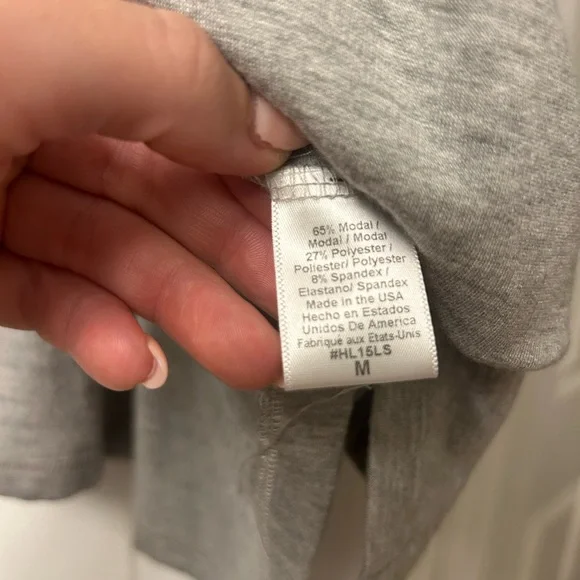 65% Modal /
Modal / Modal
27% Polyester /
Poliester/ Polyester
8% Spandex /
Elastano/ Spandex
Made in the USA
Hecho en Estados
Unidos De America
Fabriqué aux Etats-Unis
#HL15LS
M